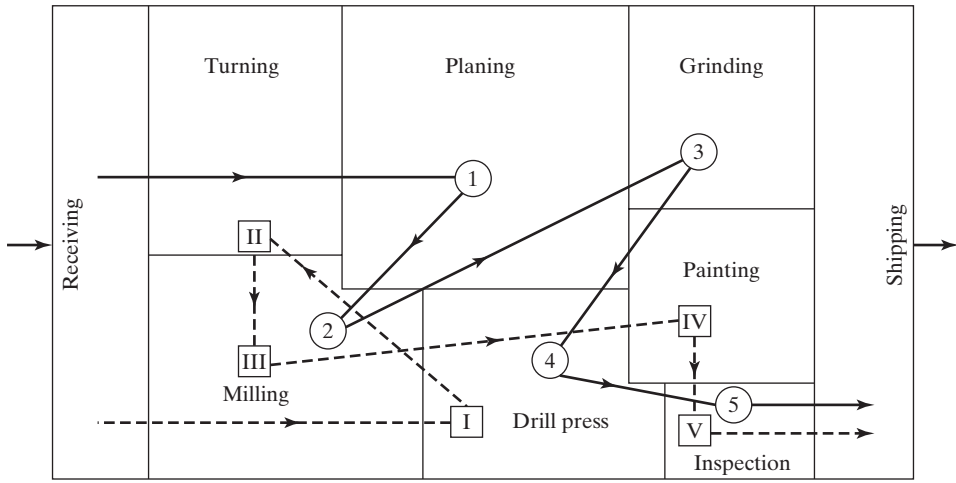 Turning
Planing
Grinding
Receiving
Shipping
1
3
II
Painting
2
IV
III
4
Milling
5
I
Drill press
V
Inspection